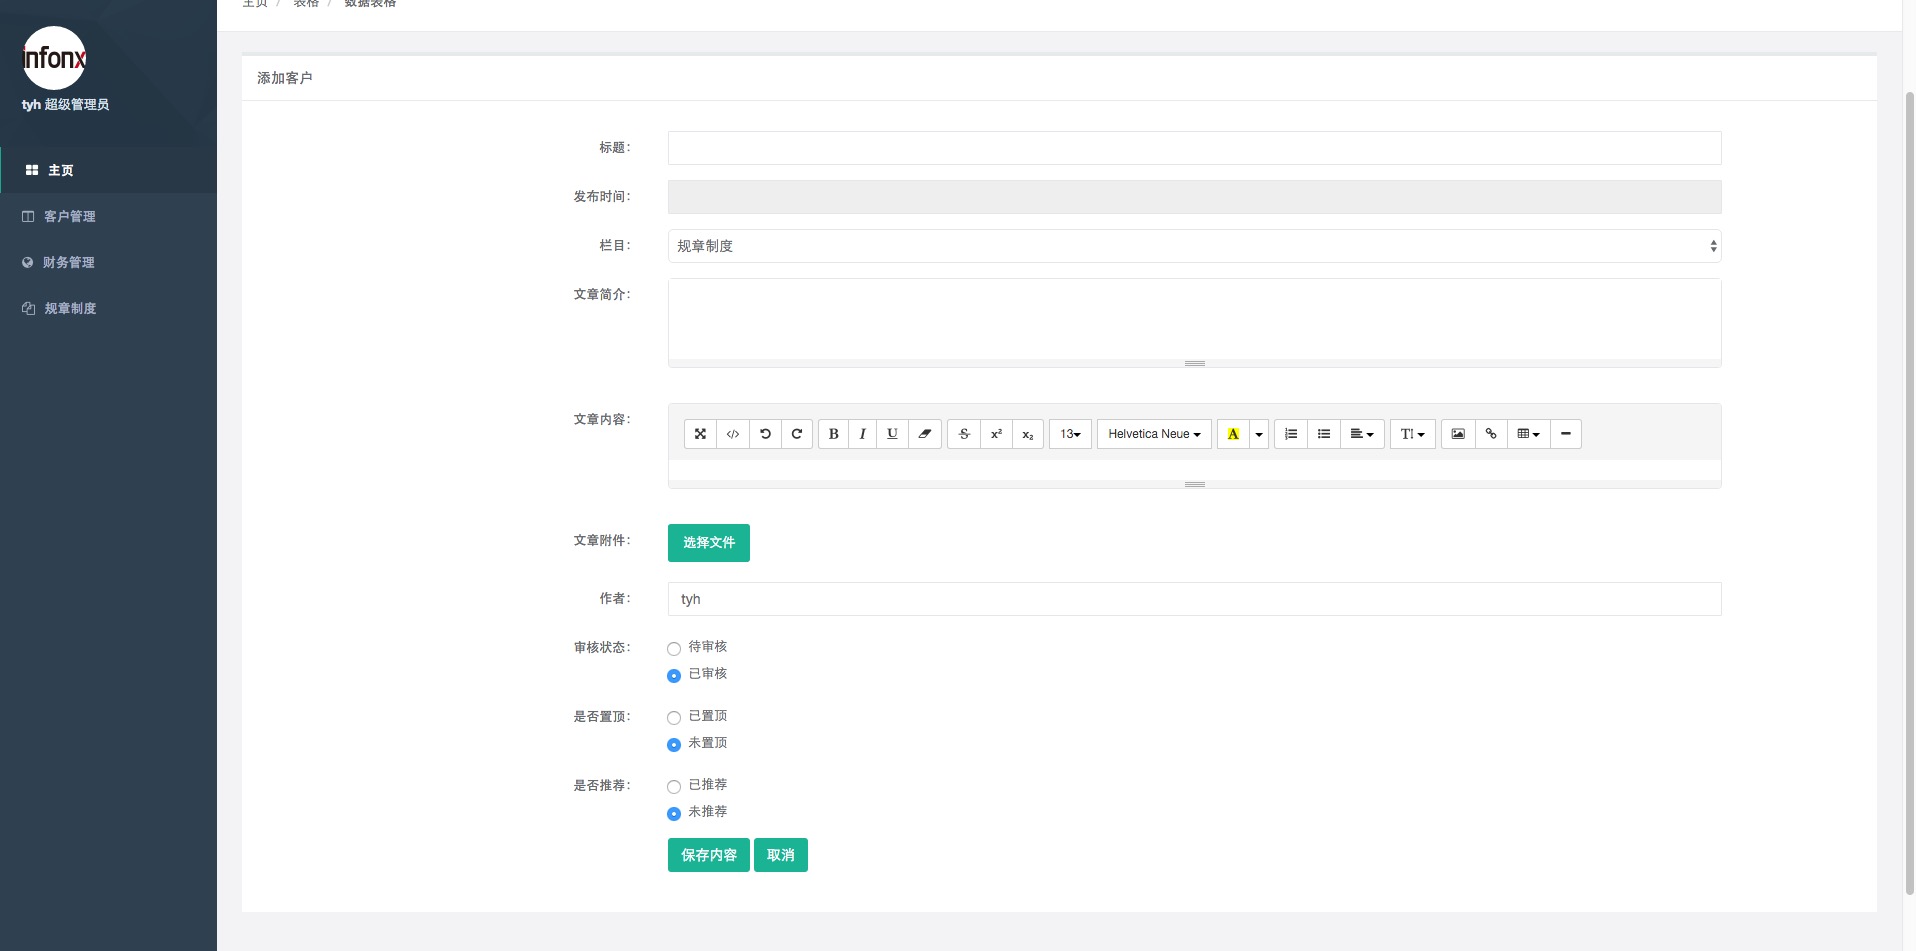 主页 / 表格 / 数据表格
infonx
tyh 超级管理员
主页
客户管理
财务管理
规章制度
添加客户
标题：
发布时间：
栏目： 规章制度
文章简介：
文章内容：
</> B I U S x² x₂ 13 Helvetica Neue A TI
文章附件： 选择文件
作者： tyh
审核状态： 待审核
已审核
是否置顶： 已置顶
未置顶
是否推荐： 已推荐
未推荐
保存内容 取消